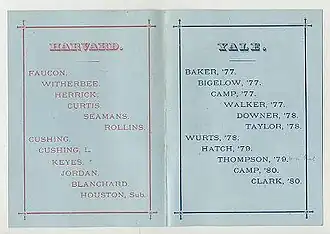 HARVARD.
FAUCON.
WITHERBEE.
HERRICK.
CURTIS.
SEAMANS.
ROLLINS.
CUSHING.
CUSHING, L.
KEYES.
JORDAN.
BLANCHARD.
HOUSTON, Sub.
YALE.
BAKER, '77.
BIGELOW, '77.
CAMP, '77.
WALKER, '77.
DOWNER, '78.
TAYLOR, '78.
WURTS, '78.
HATCH, '79.
THOMPSON, '79.
CAMP, '80.
CLARK, '80.